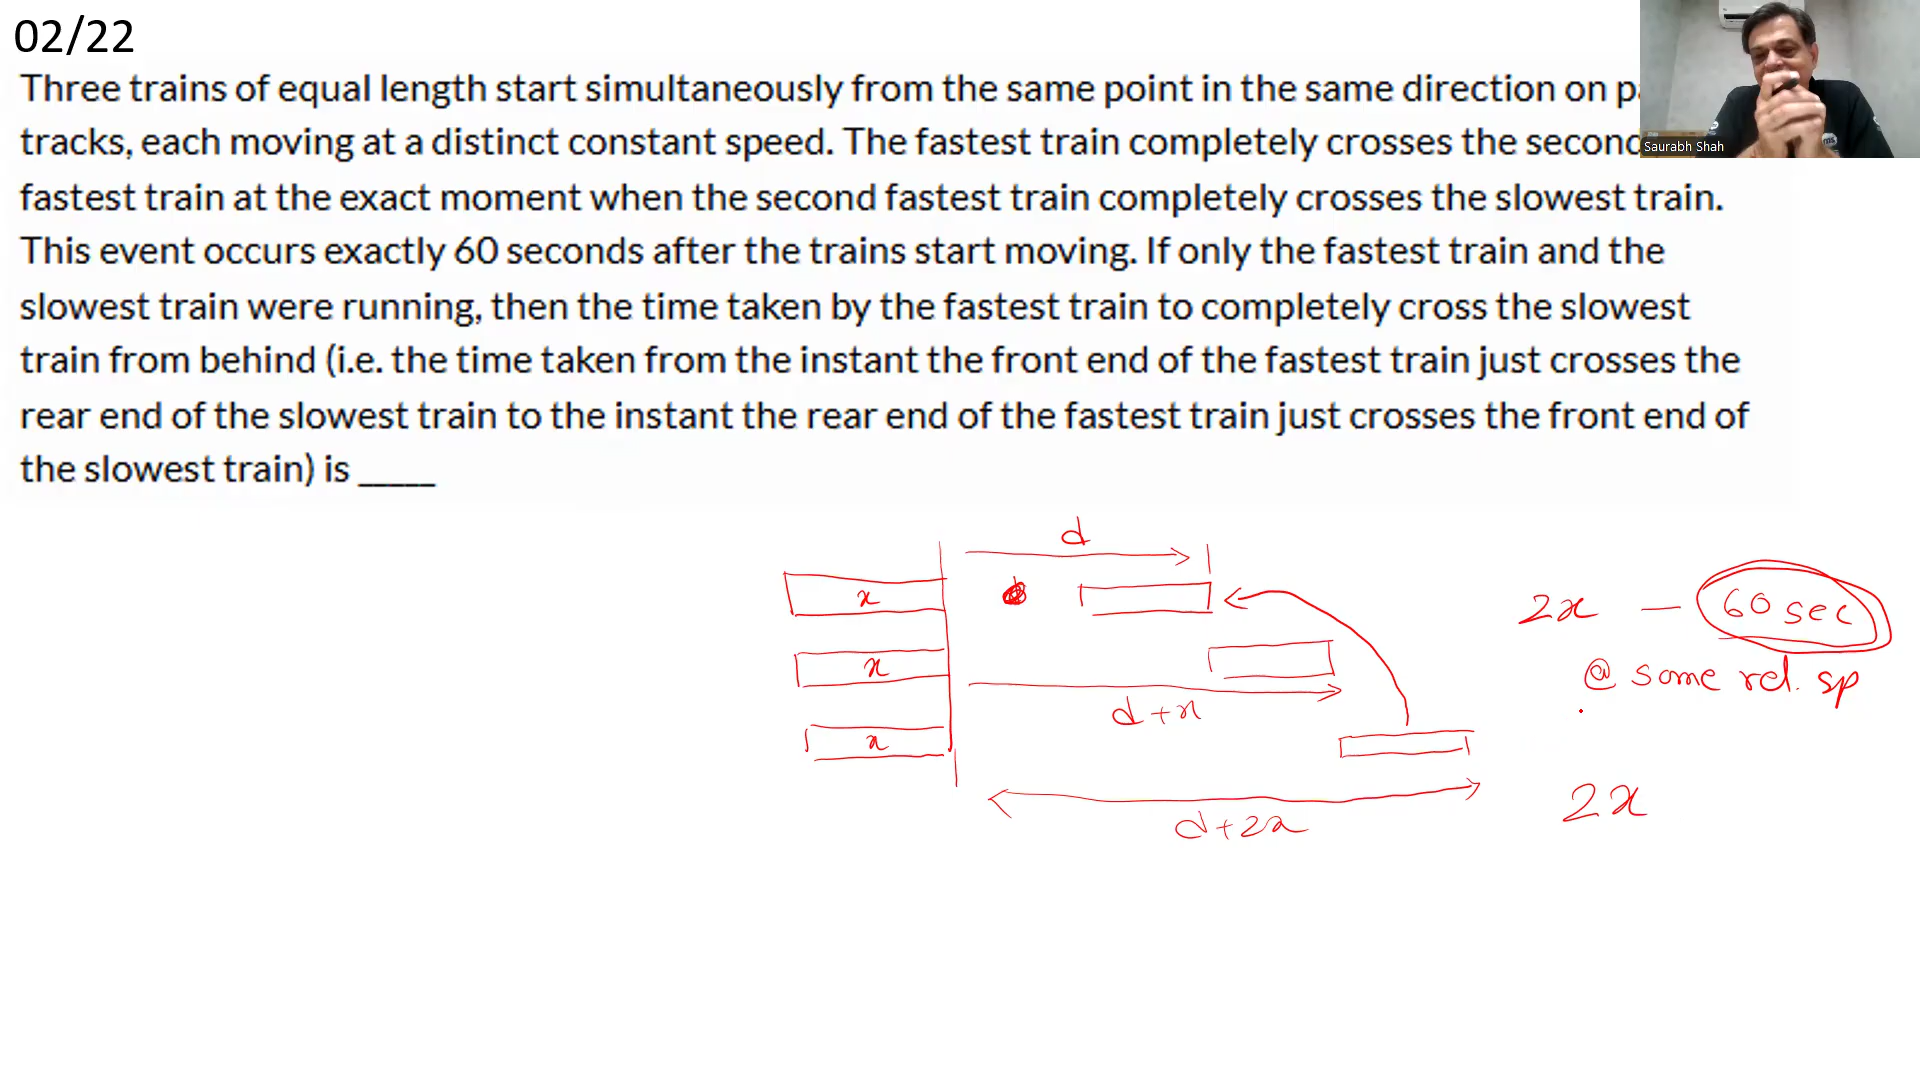 02/22
Three trains of equal length start simultaneously from the same point in the same direction on
tracks, each moving at a distinct constant speed. The fastest train completely crosses the second
fastest train at the exact moment when the second fastest train completely crosses the slowest train.
This event occurs exactly 60 seconds after the trains start moving. If only the fastest train and the
slowest train were running, then the time taken by the fastest train to completely cross the slowest
train from behind (i.e. the time taken from the instant the front end of the fastest train just crosses the
rear end of the slowest train to the instant the rear end of the fastest train just crosses the front end of
the slowest train) is _____
Saurabh Shah
d
x
x
d+x
x
d+2x
2x — 60 sec
@ some rel. sp
2x